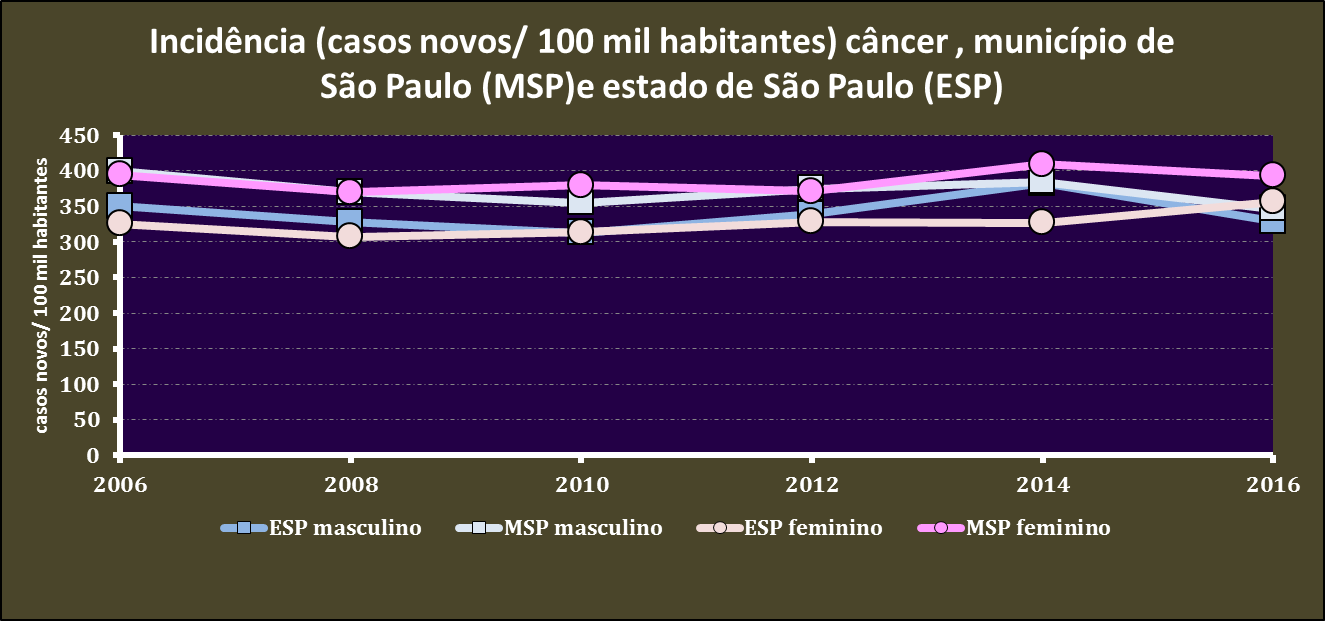 Incidência (casos novos/ 100 mil habitantes) câncer , município de
São Paulo (MSP)e estado de São Paulo (ESP)
casos novos/ 100 mil habitantes
450
400
350
300
250
200
150
100
50
0
2006 2008 2010 2012 2014 2016
ESP masculino MSP masculino ESP feminino MSP feminino